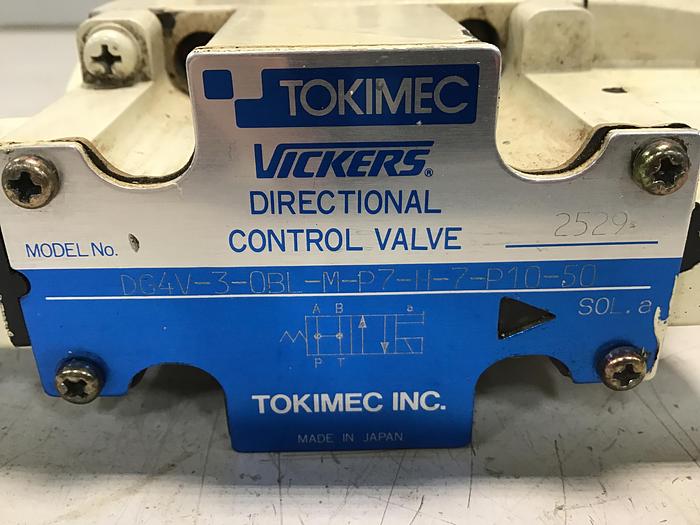 TOKIMEC
VICKERS®
DIRECTIONAL
CONTROL VALVE
2529
MODEL No.
DG4V-3-0BL-M-P7-H-7-P10-50
A B a
SOL.a
P T
TOKIMEC INC.
MADE IN JAPAN